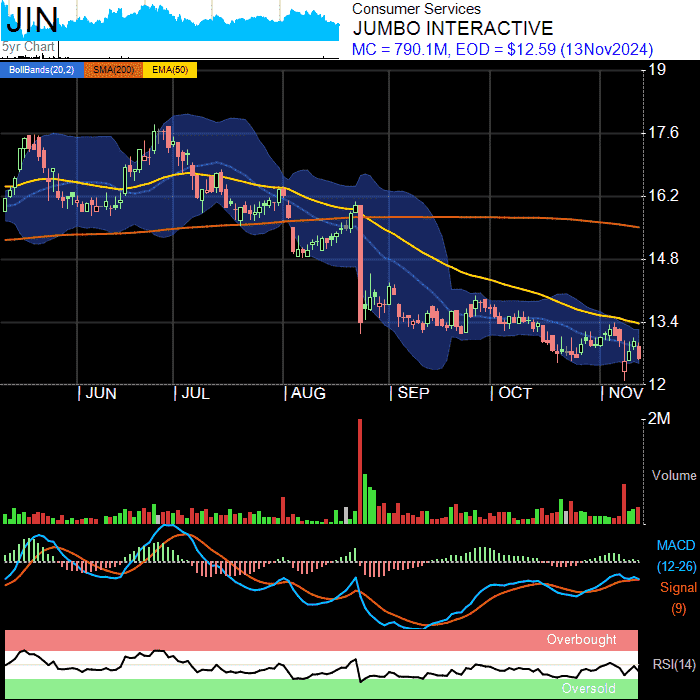 JIN
5yr Chart
Consumer Services
JUMBO INTERACTIVE
MC = 790.1M, EOD = $12.59 (13Nov2024)
BollBands(20,2) SMA(200) EMA(50)
19
17.6
16.2
14.8
13.4
12
JUN JUL AUG SEP OCT NOV
2M
Volume
MACD
(12-26)
Signal
(9)
Overbought
RSI(14)
Oversold